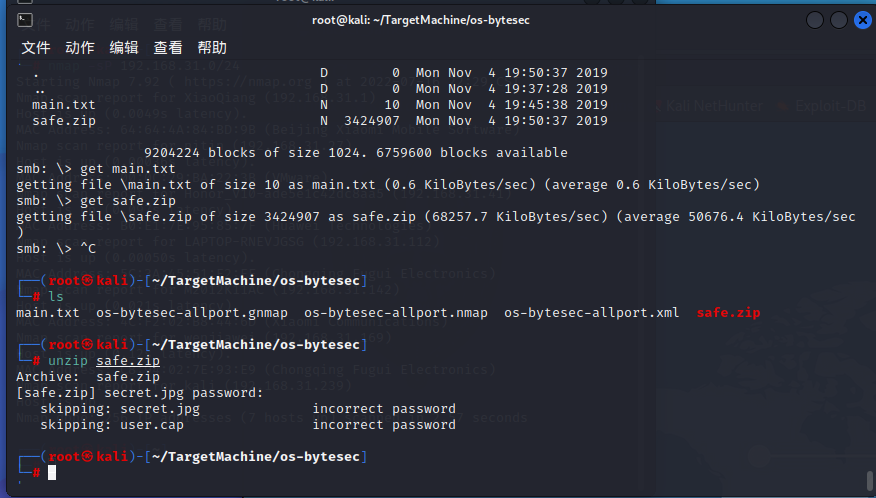 root@kali: ~/TargetMachine/os-bytesec
文件 动作 编辑 查看 帮助
. D 0 Mon Nov 4 19:50:37 2019
.. D 0 Mon Nov 4 19:37:28 2019
main.txt N 10 Mon Nov 4 19:45:38 2019
safe.zip N 3424907 Mon Nov 4 19:50:37 2019
9204224 blocks of size 1024. 6759600 blocks available
smb: \> get main.txt
getting file \main.txt of size 10 as main.txt (0.6 KiloBytes/sec) (average 0.6 KiloBytes/sec)
smb: \> get safe.zip
getting file \safe.zip of size 3424907 as safe.zip (68257.7 KiloBytes/sec) (average 50676.4 KiloBytes/sec
)
smb: \> ^C
┌──(root㉿kali)-[~/TargetMachine/os-bytesec]
└─# ls
main.txt os-bytesec-allport.gnmap os-bytesec-allport.nmap os-bytesec-allport.xml safe.zip
┌──(root㉿kali)-[~/TargetMachine/os-bytesec]
└─# unzip safe.zip
Archive: safe.zip
[safe.zip] secret.jpg password:
skipping: secret.jpg incorrect password
skipping: user.cap incorrect password
┌──(root㉿kali)-[~/TargetMachine/os-bytesec]
└─#
Kali NetHunter Exploit-DB